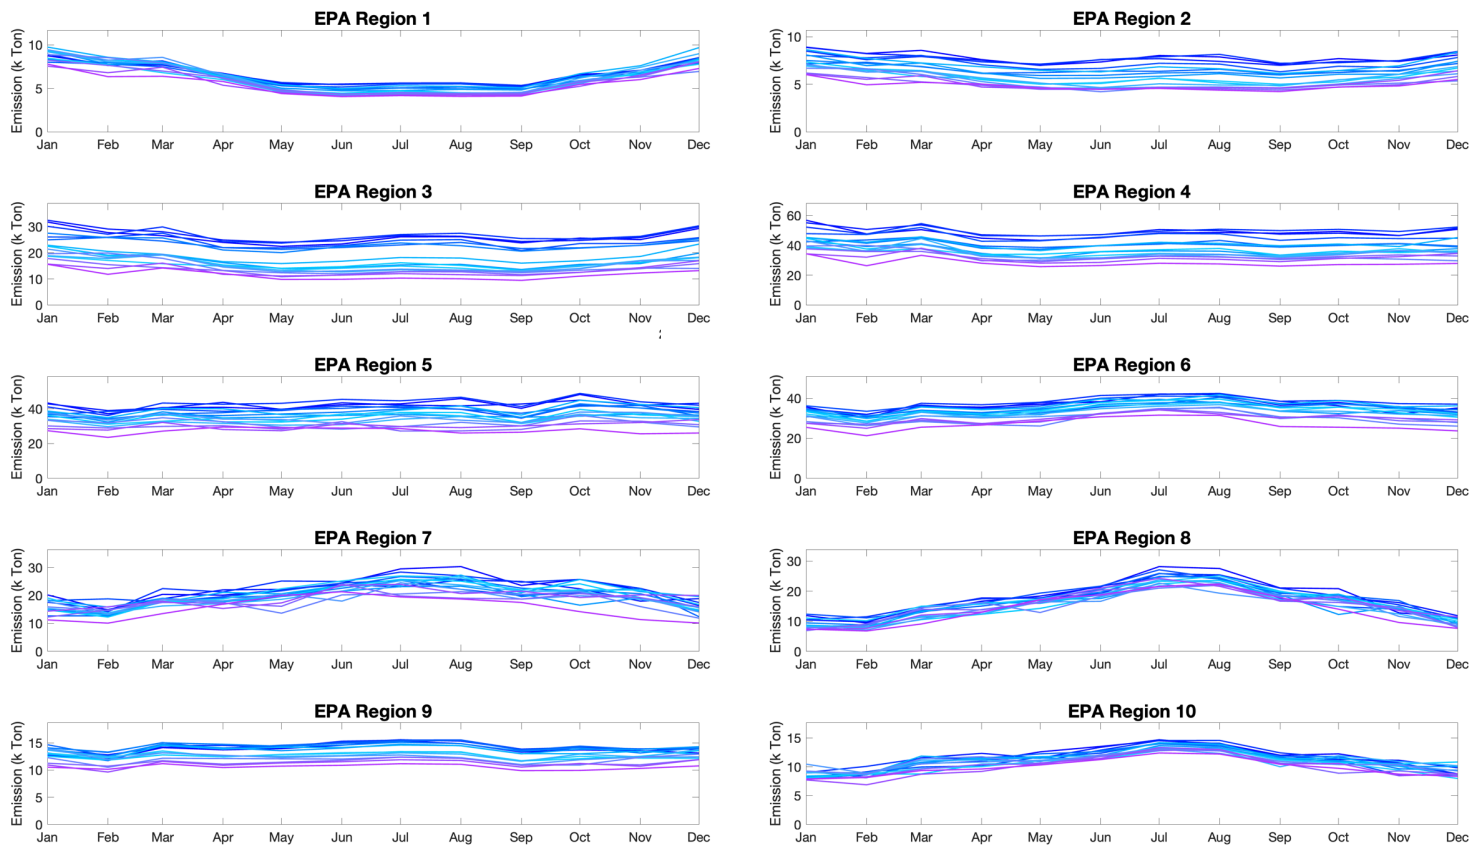 EPA Region 1
Emission (k Ton)
10
5
0
Jan Feb Mar Apr May Jun Jul Aug Sep Oct Nov Dec
EPA Region 2
Emission (k Ton)
10
5
0
Jan Feb Mar Apr May Jun Jul Aug Sep Oct Nov Dec
EPA Region 3
Emission (k Ton)
30
20
10
0
Jan Feb Mar Apr May Jun Jul Aug Sep Oct Nov Dec
EPA Region 4
Emission (k Ton)
60
40
20
0
Jan Feb Mar Apr May Jun Jul Aug Sep Oct Nov Dec
EPA Region 5
Emission (k Ton)
40
20
0
Jan Feb Mar Apr May Jun Jul Aug Sep Oct Nov Dec
EPA Region 6
Emission (k Ton)
40
20
0
Jan Feb Mar Apr May Jun Jul Aug Sep Oct Nov Dec
EPA Region 7
Emission (k Ton)
30
20
10
0
Jan Feb Mar Apr May Jun Jul Aug Sep Oct Nov Dec
EPA Region 8
Emission (k Ton)
30
20
10
0
Jan Feb Mar Apr May Jun Jul Aug Sep Oct Nov Dec
EPA Region 9
Emission (k Ton)
15
10
5
0
Jan Feb Mar Apr May Jun Jul Aug Sep Oct Nov Dec
EPA Region 10
Emission (k Ton)
15
10
5
0
Jan Feb Mar Apr May Jun Jul Aug Sep Oct Nov Dec